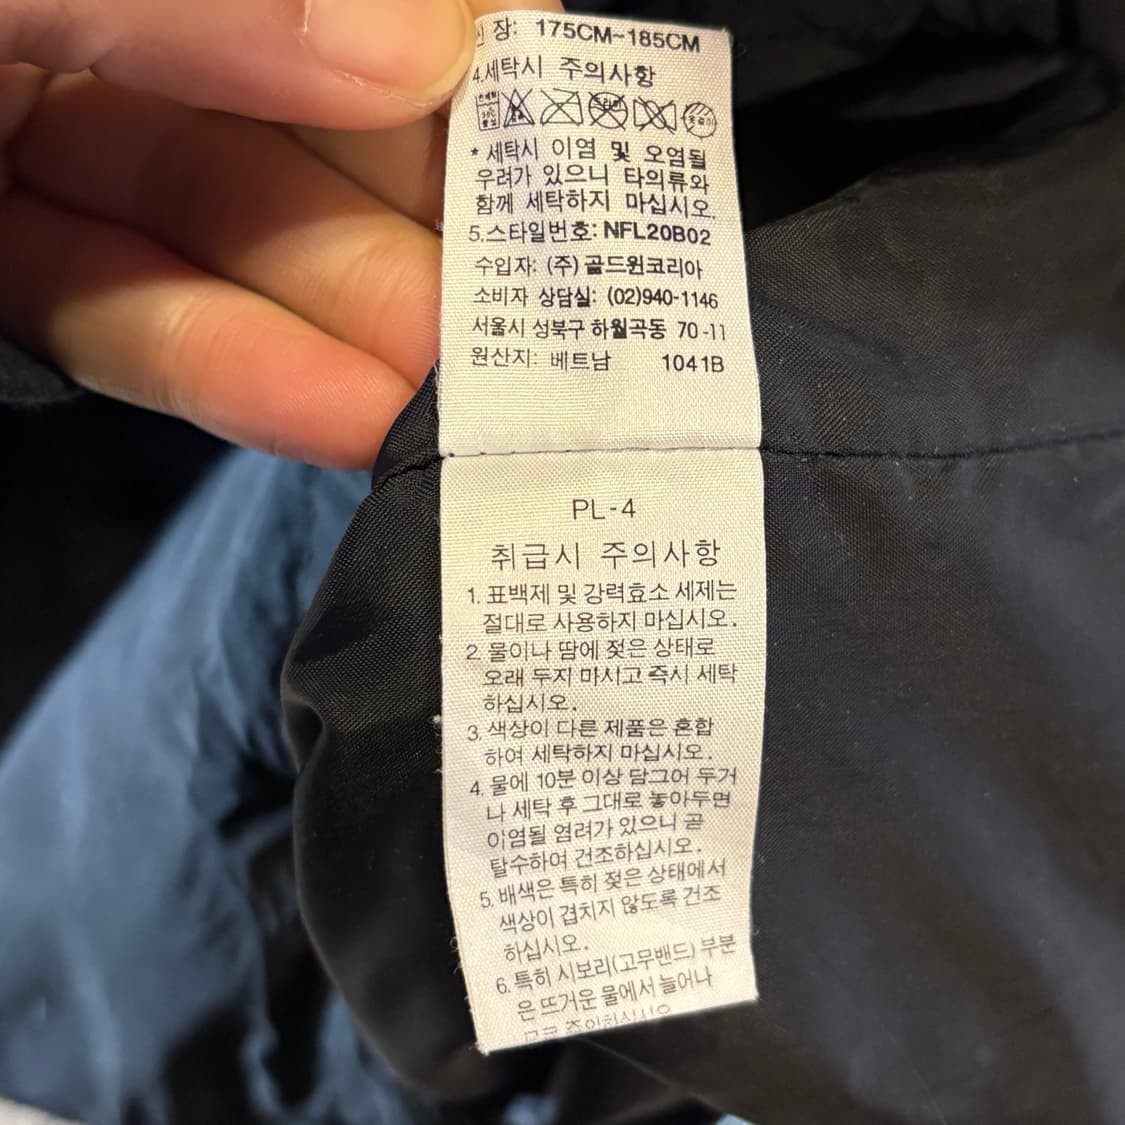 장: 175CM~185CM
4.세탁시 주의사항
* 세탁시 이염 및 오염될
우려가 있으니 타의류와
함께 세탁하지 마십시오.
5.스타일번호: NFL20B02
수입자: (주) 골드윈코리아
소비자 상담실: (02)940-1146
서울시 성북구 하월곡동 70-11
원산지: 베트남 1041B
PL-4
취급시 주의사항
1. 표백제 및 강력효소 세제는
절대로 사용하지 마십시오.
2. 물이나 땀에 젖은 상태로
오래 두지 마시고 즉시 세탁
하십시오.
3. 색상이 다른 제품은 혼합
하여 세탁하지 마십시오.
4. 물에 10분 이상 담그어 두거
나 세탁 후 그대로 놓아두면
이염될 염려가 있으니 곧
탈수하여 건조하십시오.
5. 배색은 특히 젖은 상태에서
색상이 겹치지 않도록 건조
하십시오.
6. 특히 시보리(고무밴드) 부분
은 뜨거운 물에서 늘어나